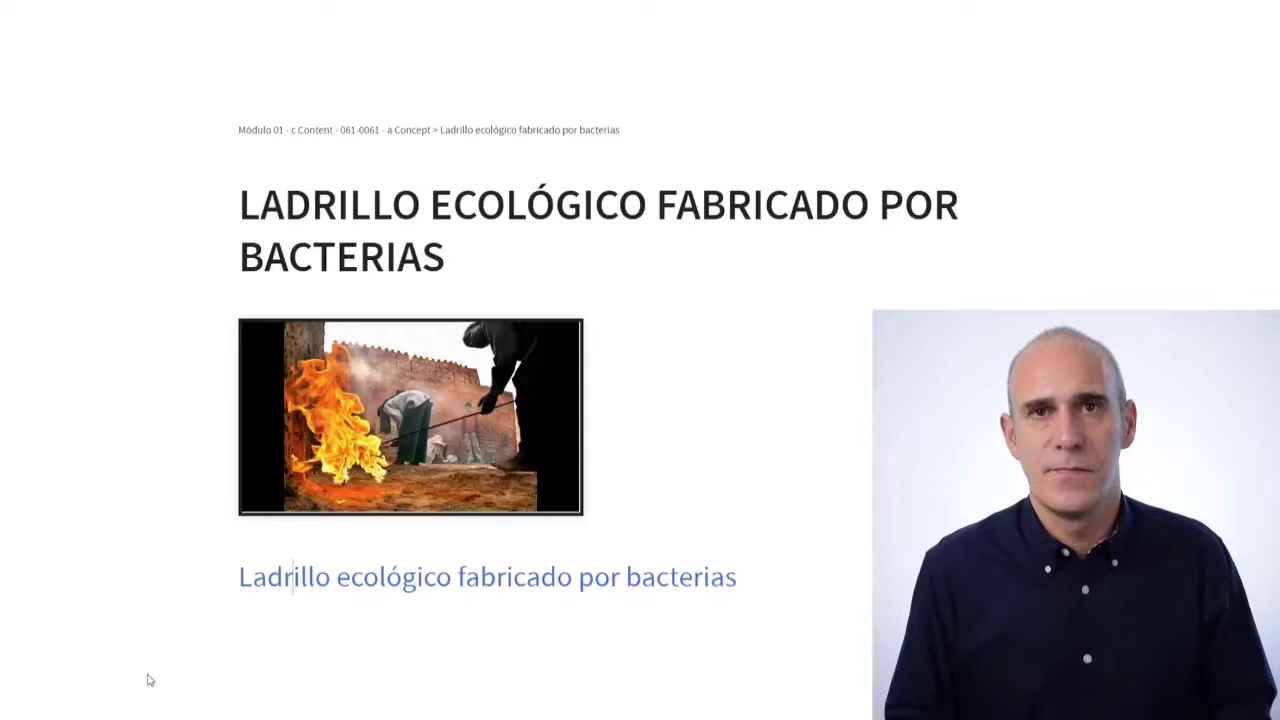 Módulo 01 - c Content - 061-0061 - a Concept > Ladrillo ecológico fabricado por bacterias
LADRILLO ECOLÓGICO FABRICADO POR
BACTERIAS
Ladrillo ecológico fabricado por bacterias